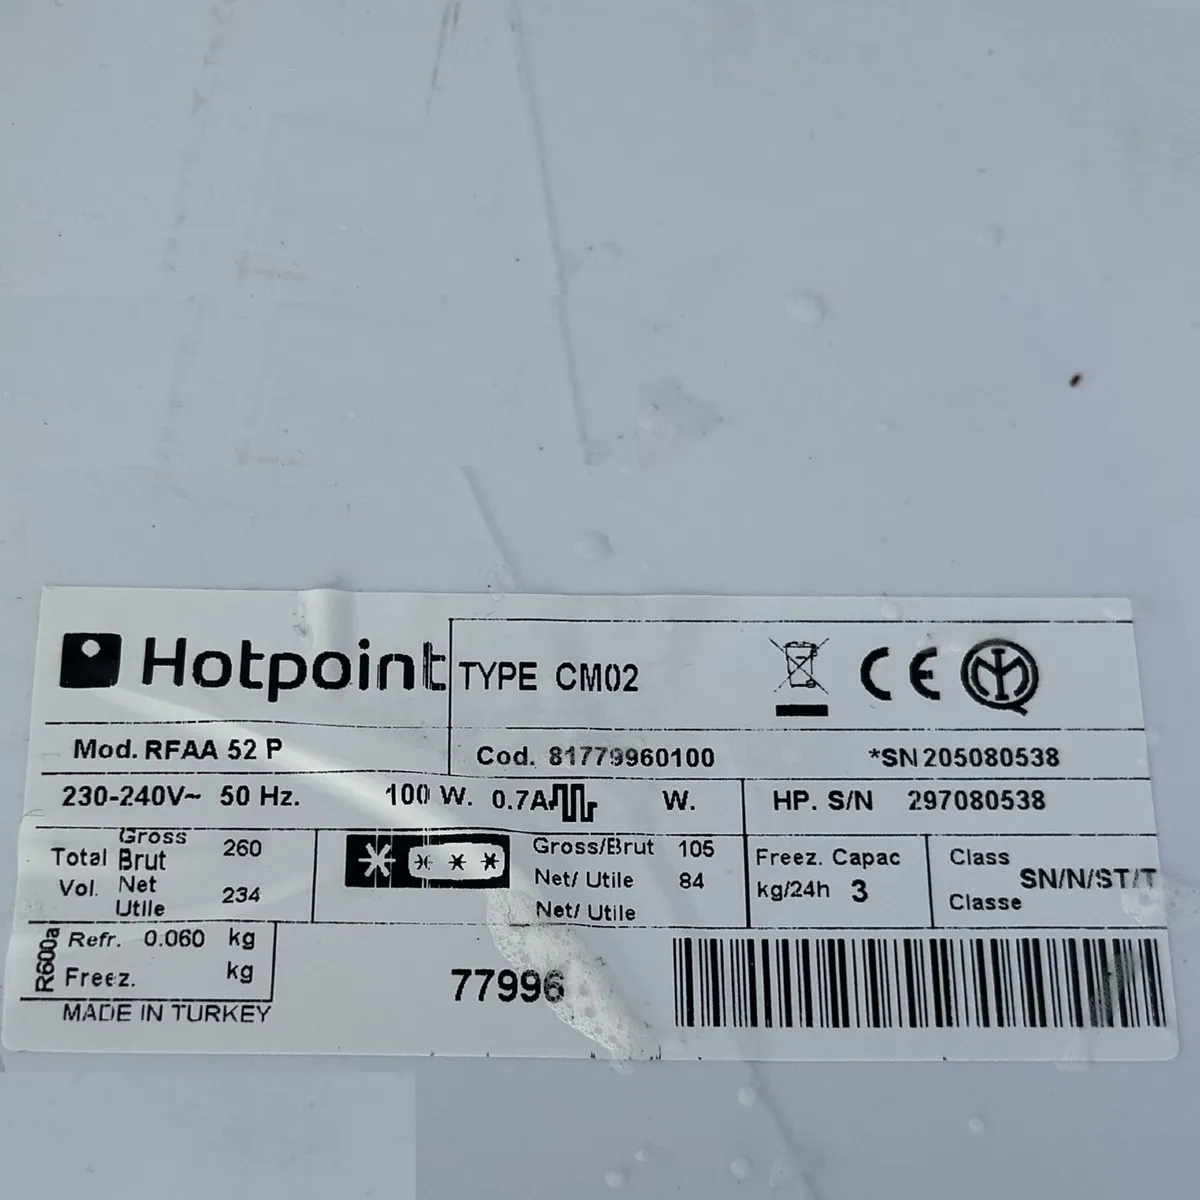 Hotpoint
TYPE CM02
CE
Mod. RFAA 52 P
Cod. 81779960100
*SN 205080538
230-240V~ 50 Hz. 100 W. 0.7A W.
HP. S/N 297080538
Total Vol.
Gross Brut 260
Net Utile 234
Gross/Brut 105
Net/ Utile 84
Net/ Utile
Freez. Capac
kg/24h 3
Class
Classe
SN/N/ST/T
R600a
Refr. 0.060 kg
Freez. kg
77996
MADE IN TURKEY